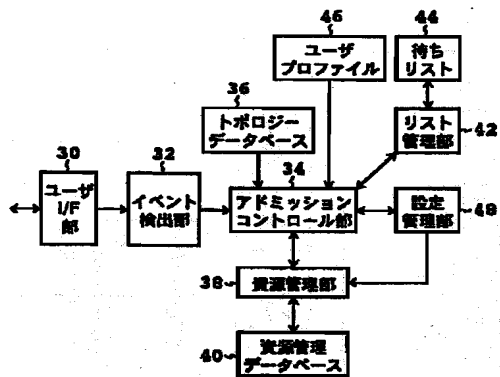 46
44
ユーザ
プロファイル
待ち
リスト
36
トポロジー
データベース
リスト
管理部
42
30
32
34
ユーザ
I/F
部
イベント
検出部
アドミッション
コントロール部
設定
管理部
48
38
資源管理部
40
資源管理
データベース